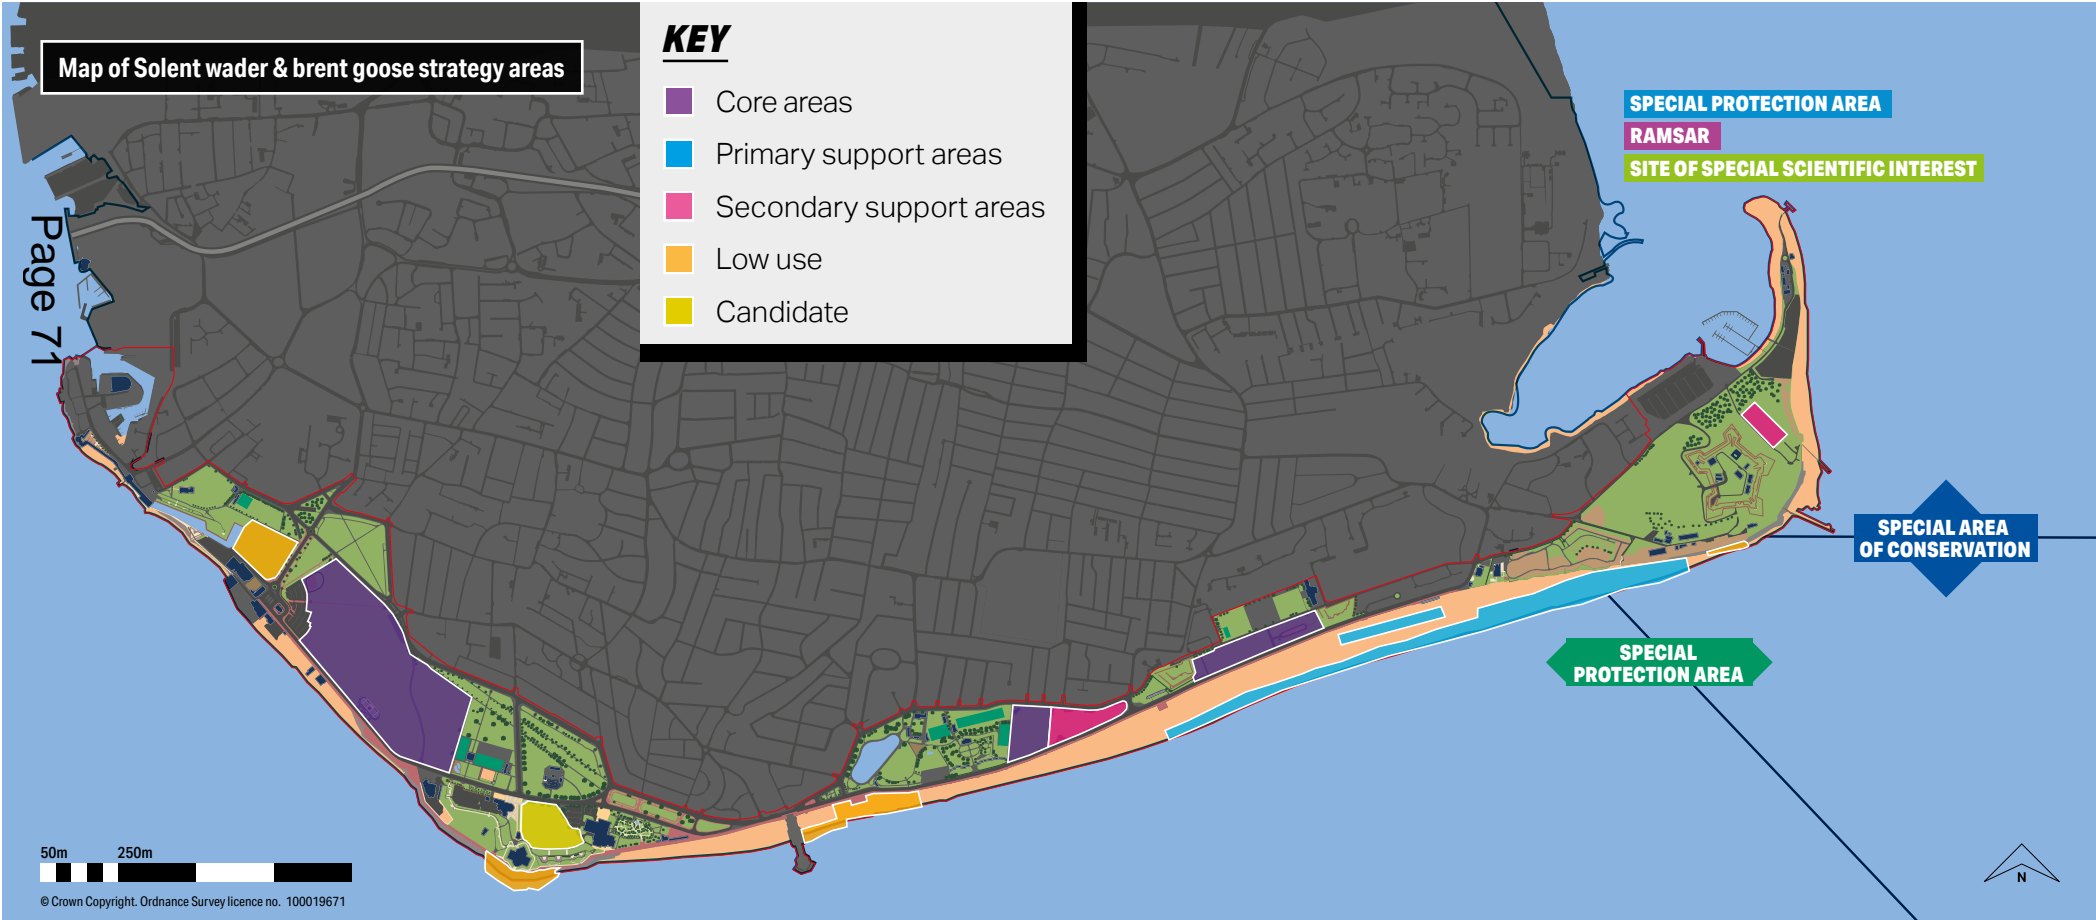 Map of Solent wader & brent goose strategy areas
KEY
Core areas
Primary support areas
Secondary support areas
Low use
Candidate
SPECIAL PROTECTION AREA
RAMSAR
SITE OF SPECIAL SCIENTIFIC INTEREST
Page 71
SPECIAL AREA
OF CONSERVATION
SPECIAL
PROTECTION AREA
50m 250m
© Crown Copyright. Ordnance Survey licence no. 100019671
N